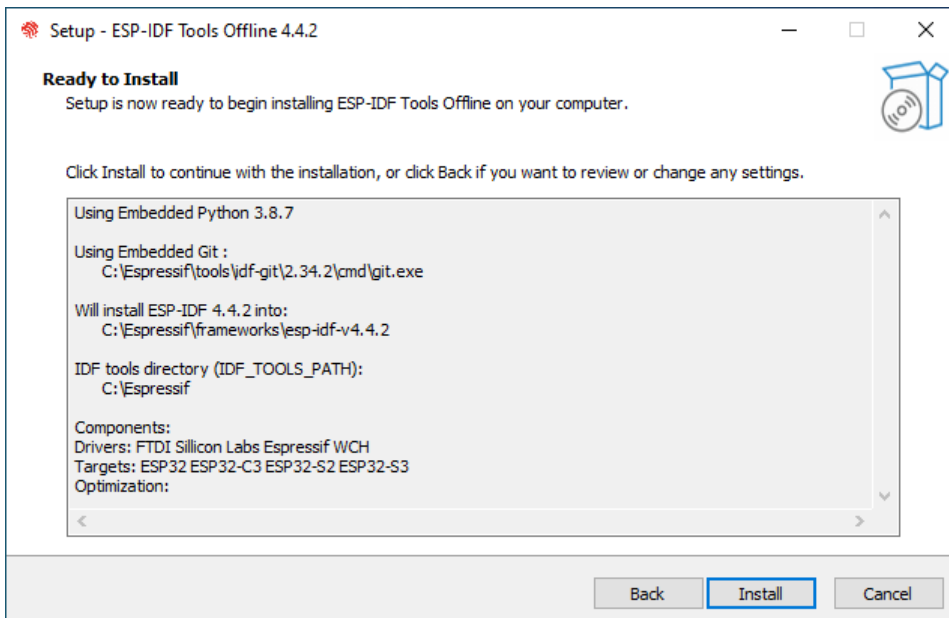 Setup - ESP-IDF Tools Offline 4.4.2
Ready to Install
Setup is now ready to begin installing ESP-IDF Tools Offline on your computer.
Click Install to continue with the installation, or click Back if you want to review or change any settings.
Using Embedded Python 3.8.7
Using Embedded Git :
C:\Espressif\tools\idf-git\2.34.2\cmd\git.exe
Will install ESP-IDF 4.4.2 into:
C:\Espressif\frameworks\esp-idf-v4.4.2
IDF tools directory (IDF_TOOLS_PATH):
C:\Espressif
Components:
Drivers: FTDI Sillicon Labs Espressif WCH
Targets: ESP32 ESP32-C3 ESP32-S2 ESP32-S3
Optimization:
Back Install Cancel